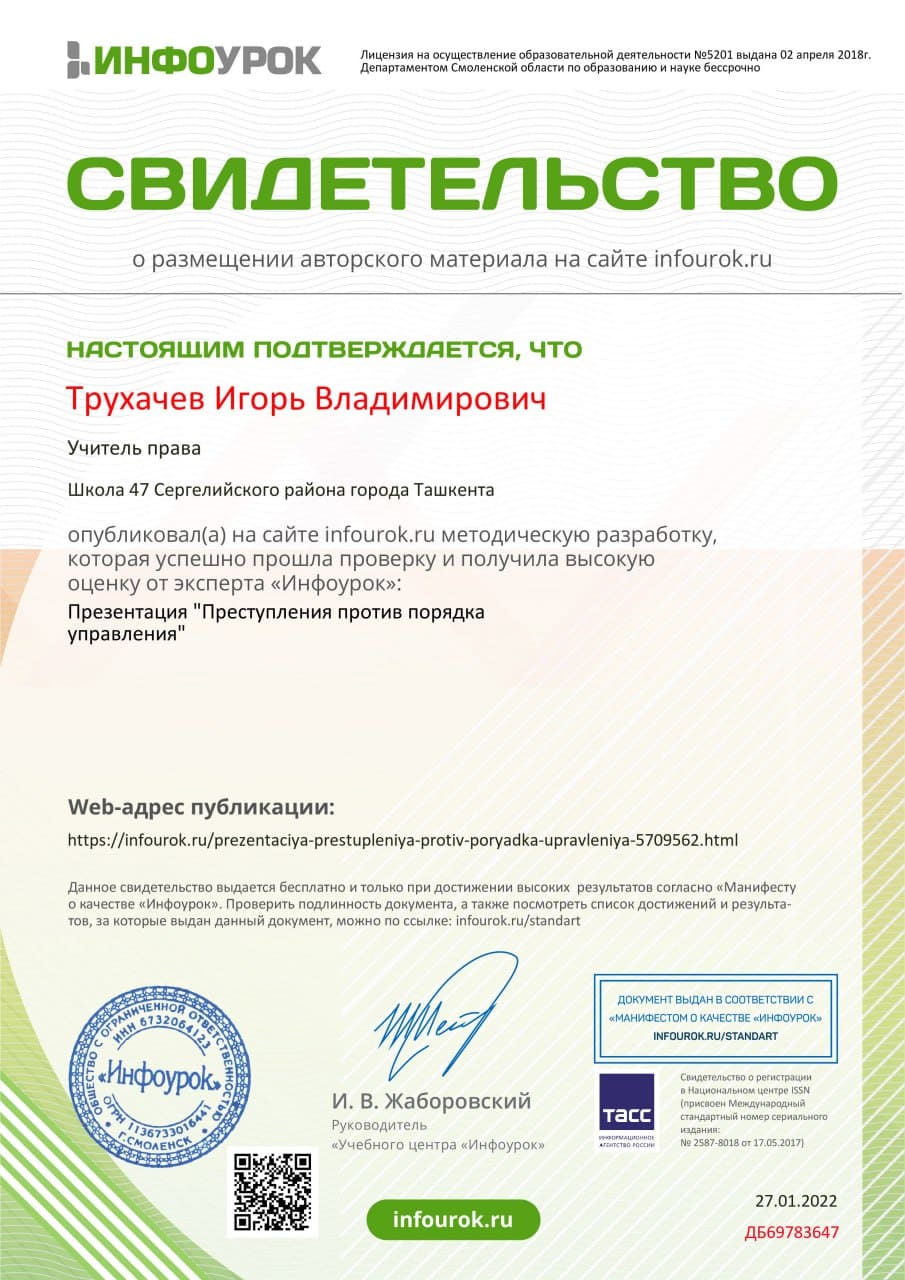 ИНФОУРОК
Лицензия на осуществление образовательной деятельности №5201 выдана 02 апреля 2018г.
Департаментом Смоленской области по образованию и науке бессрочно
СВИДЕТЕЛЬСТВО
о размещении авторского материала на сайте infourok.ru
НАСТОЯЩИМ ПОДТВЕРЖДАЕТСЯ, ЧТО
Трухачев Игорь Владимирович
Учитель права
Школа 47 Сергелийского района города Ташкента
опубликовал(а) на сайте infourok.ru методическую разработку,
которая успешно прошла проверку и получила высокую
оценку от эксперта «Инфоурок»:
Презентация "Преступления против порядка
управления"
Web-адрес публикации:
https://infourok.ru/prezentaciya-prestupleniya-protiv-poryadka-upravleniya-5709562.html
Данное свидетельство выдается бесплатно и только при достижении высоких результатов согласно «Манифесту
о качестве «Инфоурок». Проверить подлинность документа, а также посмотреть список достижений и результа-
тов, за которые выдан данный документ, можно по ссылке: infourok.ru/standart
ОБЩЕСТВО С ОГРАНИЧЕННОЙ ОТВЕТСТВЕННОСТЬЮ
ИНН 6732064123
«Инфоурок»
ОГРН 1136733016441
г.СМОЛЕНСК
И. В. Жаборовский
Руководитель
«Учебного центра «Инфоурок»
ДОКУМЕНТ ВЫДАН В СООТВЕТСТВИИ С
«МАНИФЕСТОМ О КАЧЕСТВЕ «ИНФОУРОК»
INFOUROK.RU/STANDART
ТАСС
ИНФОРМАЦИОННОЕ
АГЕНТСТВО РОССИИ
Свидетельство о регистрации
в Национальном центре ISSN
(присвоен Международный
стандартный номер сериального
издания:
№ 2587-8018 от 17.05.2017)
infourok.ru
27.01.2022
ДБ69783647